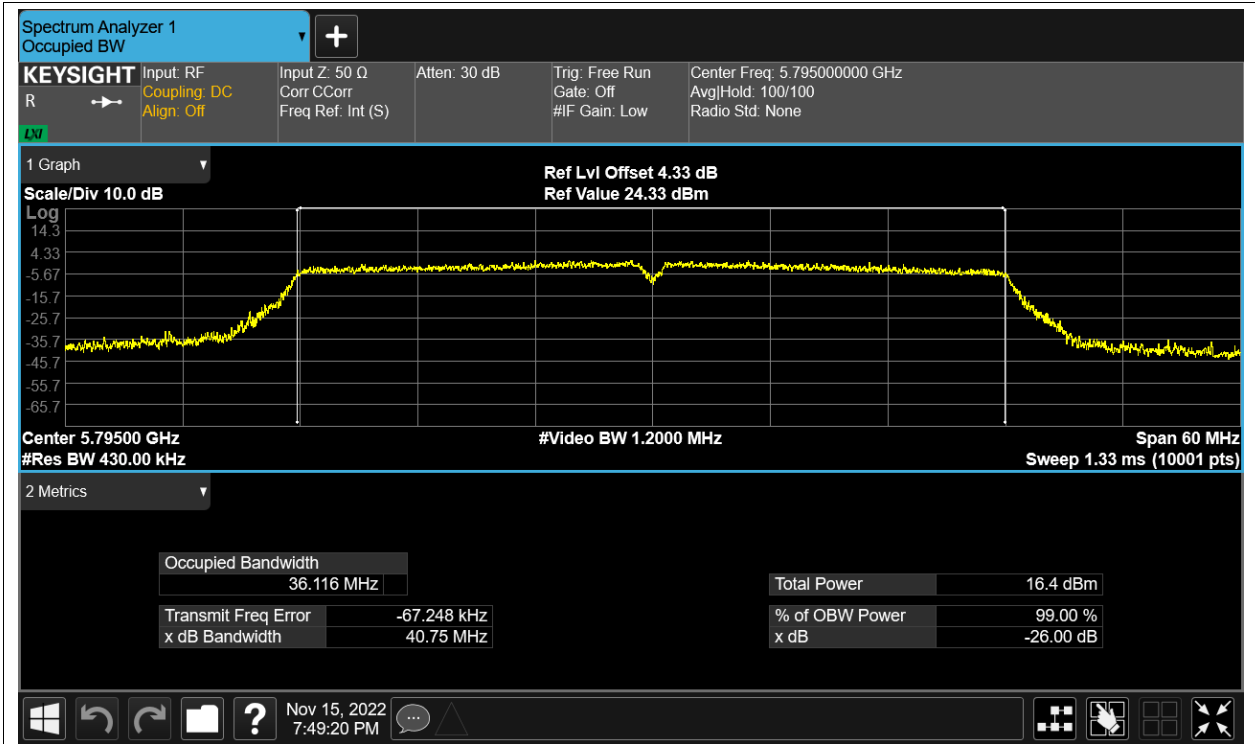 Spectrum Analyzer 1
Occupied BW
KEYSIGHT
R
LXI
Input: RF
Coupling: DC
Align: Off
Input Z: 50 Ω
Corr CCorr
Freq Ref: Int (S)
Atten: 30 dB
Trig: Free Run
Gate: Off
#IF Gain: Low
Center Freq: 5.795000000 GHz
Avg|Hold: 100/100
Radio Std: None
1 Graph
Scale/Div 10.0 dB
Ref Lvl Offset 4.33 dB
Ref Value 24.33 dBm
Log
14.3
4.33
-5.67
-15.7
-25.7
-35.7
-45.7
-55.7
-65.7
Center 5.79500 GHz
#Res BW 430.00 kHz
#Video BW 1.2000 MHz
Span 60 MHz
Sweep 1.33 ms (10001 pts)
2 Metrics
Occupied Bandwidth
36.116 MHz
Transmit Freq Error -67.248 kHz
x dB Bandwidth 40.75 MHz
Total Power 16.4 dBm
% of OBW Power 99.00 %
x dB -26.00 dB
?
Nov 15, 2022
7:49:20 PM